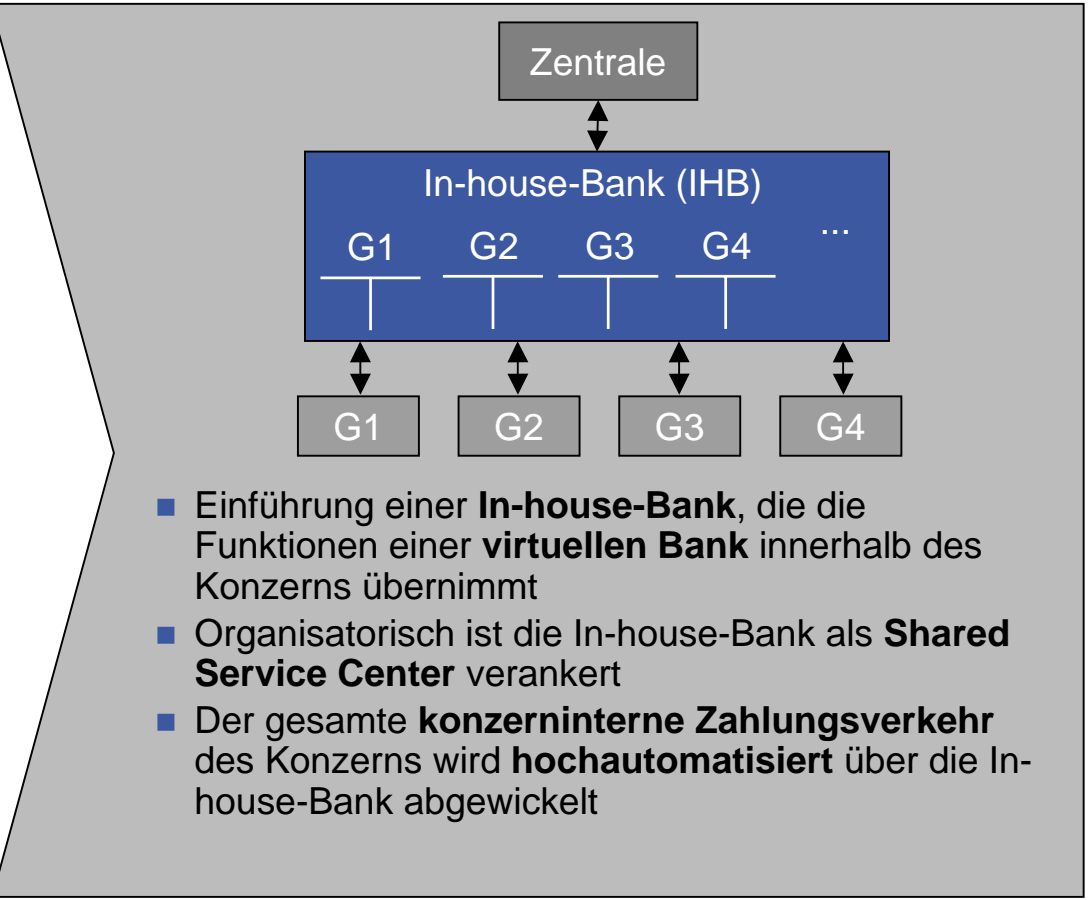 Zentrale
In-house-Bank (IHB)
G1 G2 G3 G4 ...
G1 G2 G3 G4
Einführung einer In-house-Bank, die die
Funktionen einer virtuellen Bank innerhalb des
Konzerns übernimmt
Organisatorisch ist die In-house-Bank als Shared
Service Center verankert
Der gesamte konzerninterne Zahlungsverkehr
des Konzerns wird hochautomatisiert über die In-
house-Bank abgewickelt